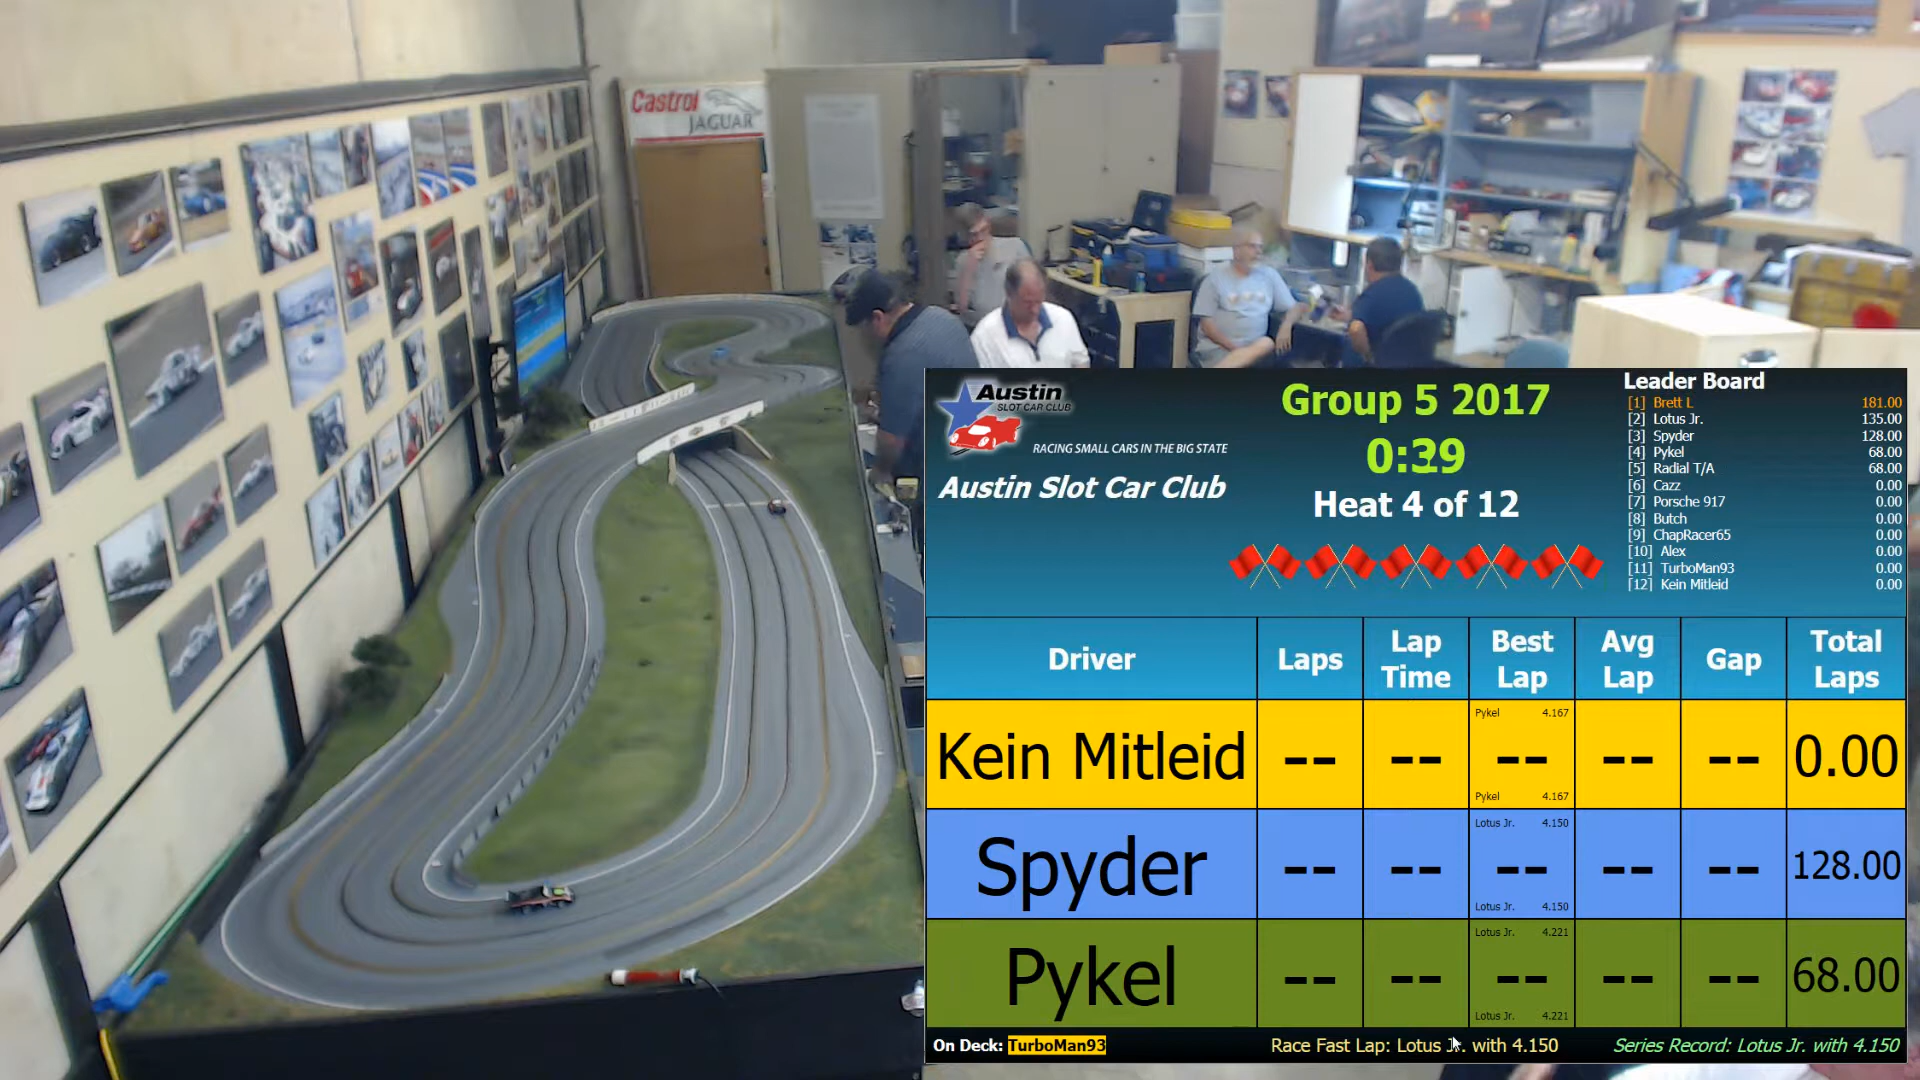 Castrol
JAGUAR
Austin
SLOT CAR CLUB
RACING SMALL CARS IN THE BIG STATE
Austin Slot Car Club
Group 5 2017
0:39
Heat 4 of 12
Leader Board
[1] Brett L 181.00
[2] Lotus Jr. 135.00
[3] Spyder 128.00
[4] Pykel 68.00
[5] Radial T/A 68.00
[6] Cazz 0.00
[7] Porsche 917 0.00
[8] Butch 0.00
[9] ChapRacer65 0.00
[10] Alex 0.00
[11] TurboMan93 0.00
[12] Kein Mitleid 0.00
Driver Laps Lap Time Best Lap Avg Lap Gap Total Laps
Pykel 4.167
Kein Mitleid -- -- -- -- -- 0.00
Pykel 4.167
Lotus Jr. 4.150
Spyder -- -- -- -- -- 128.00
Lotus Jr. 4.150
Lotus Jr. 4.221
Pykel -- -- -- -- -- 68.00
Lotus Jr. 4.221
On Deck: TurboMan93
Race Fast Lap: Lotus Jr. with 4.150
Series Record: Lotus Jr. with 4.150